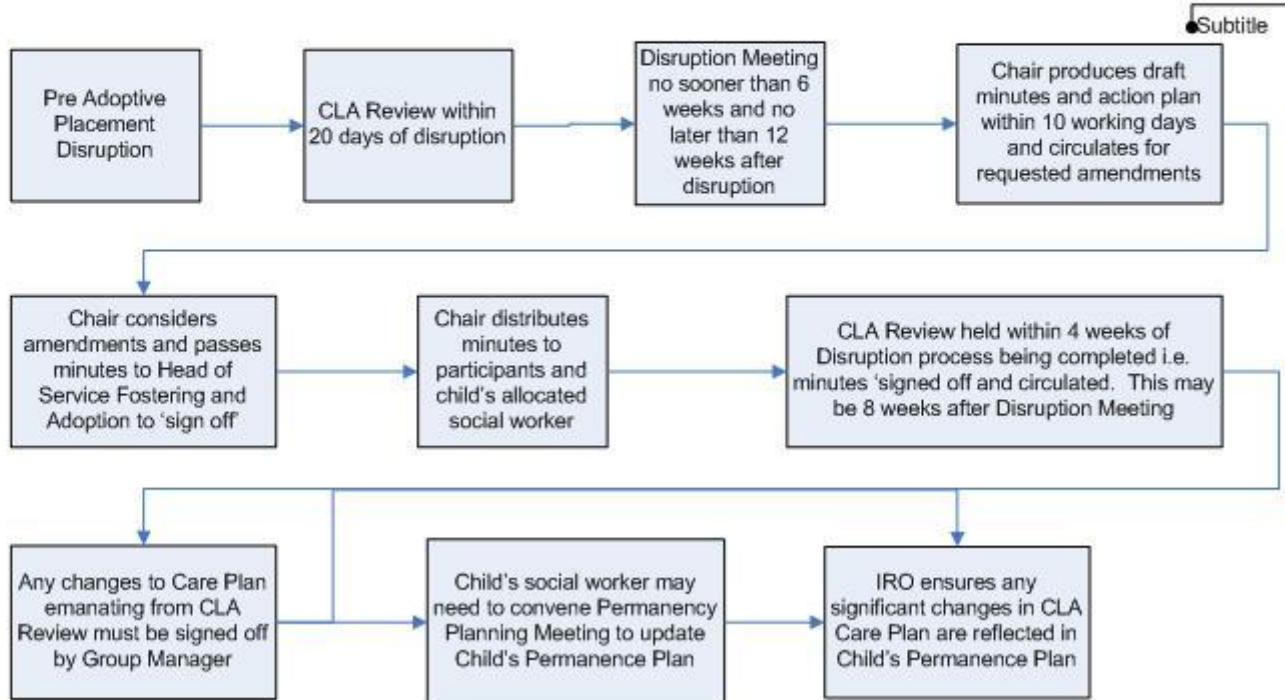 Subtitle
Pre Adoptive
Placement
Disruption
CLA Review within
20 days of disruption
Disruption Meeting
no sooner than 6
weeks and no
later than 12
weeks after
disruption
Chair produces draft
minutes and action plan
within 10 working days
and circulates for
requested amendments
Chair considers
amendments and passes
minutes to Head of
Service Fostering and
Adoption to ‘sign off’
Chair distributes
minutes to
participants and
child’s allocated
social worker
CLA Review held within 4 weeks of
Disruption process being completed i.e.
minutes ‘signed off and circulated.  This may
be 8 weeks after Disruption Meeting
Any changes to Care Plan
emanating from CLA
Review must be signed off
by Group Manager
Child’s social worker may
need to convene Permanency
Planning Meeting to update
Child’s Permanence Plan
IRO ensures any
significant changes in CLA
Care Plan are reflected in
Child’s Permanence Plan